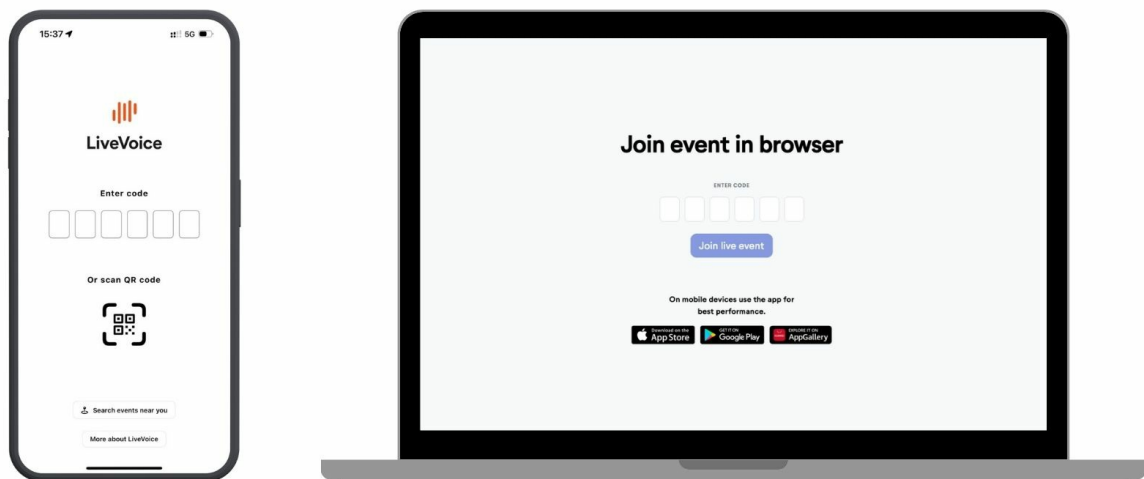 15:37
5G
LiveVoice
Enter code
Or scan QR code
Search events near you
More about LiveVoice
Join event in browser
ENTER CODE
Join live event
On mobile devices use the app for
best performance.
Download on the
App Store
GET IT ON
Google Play
EXPLORE IT ON
AppGallery